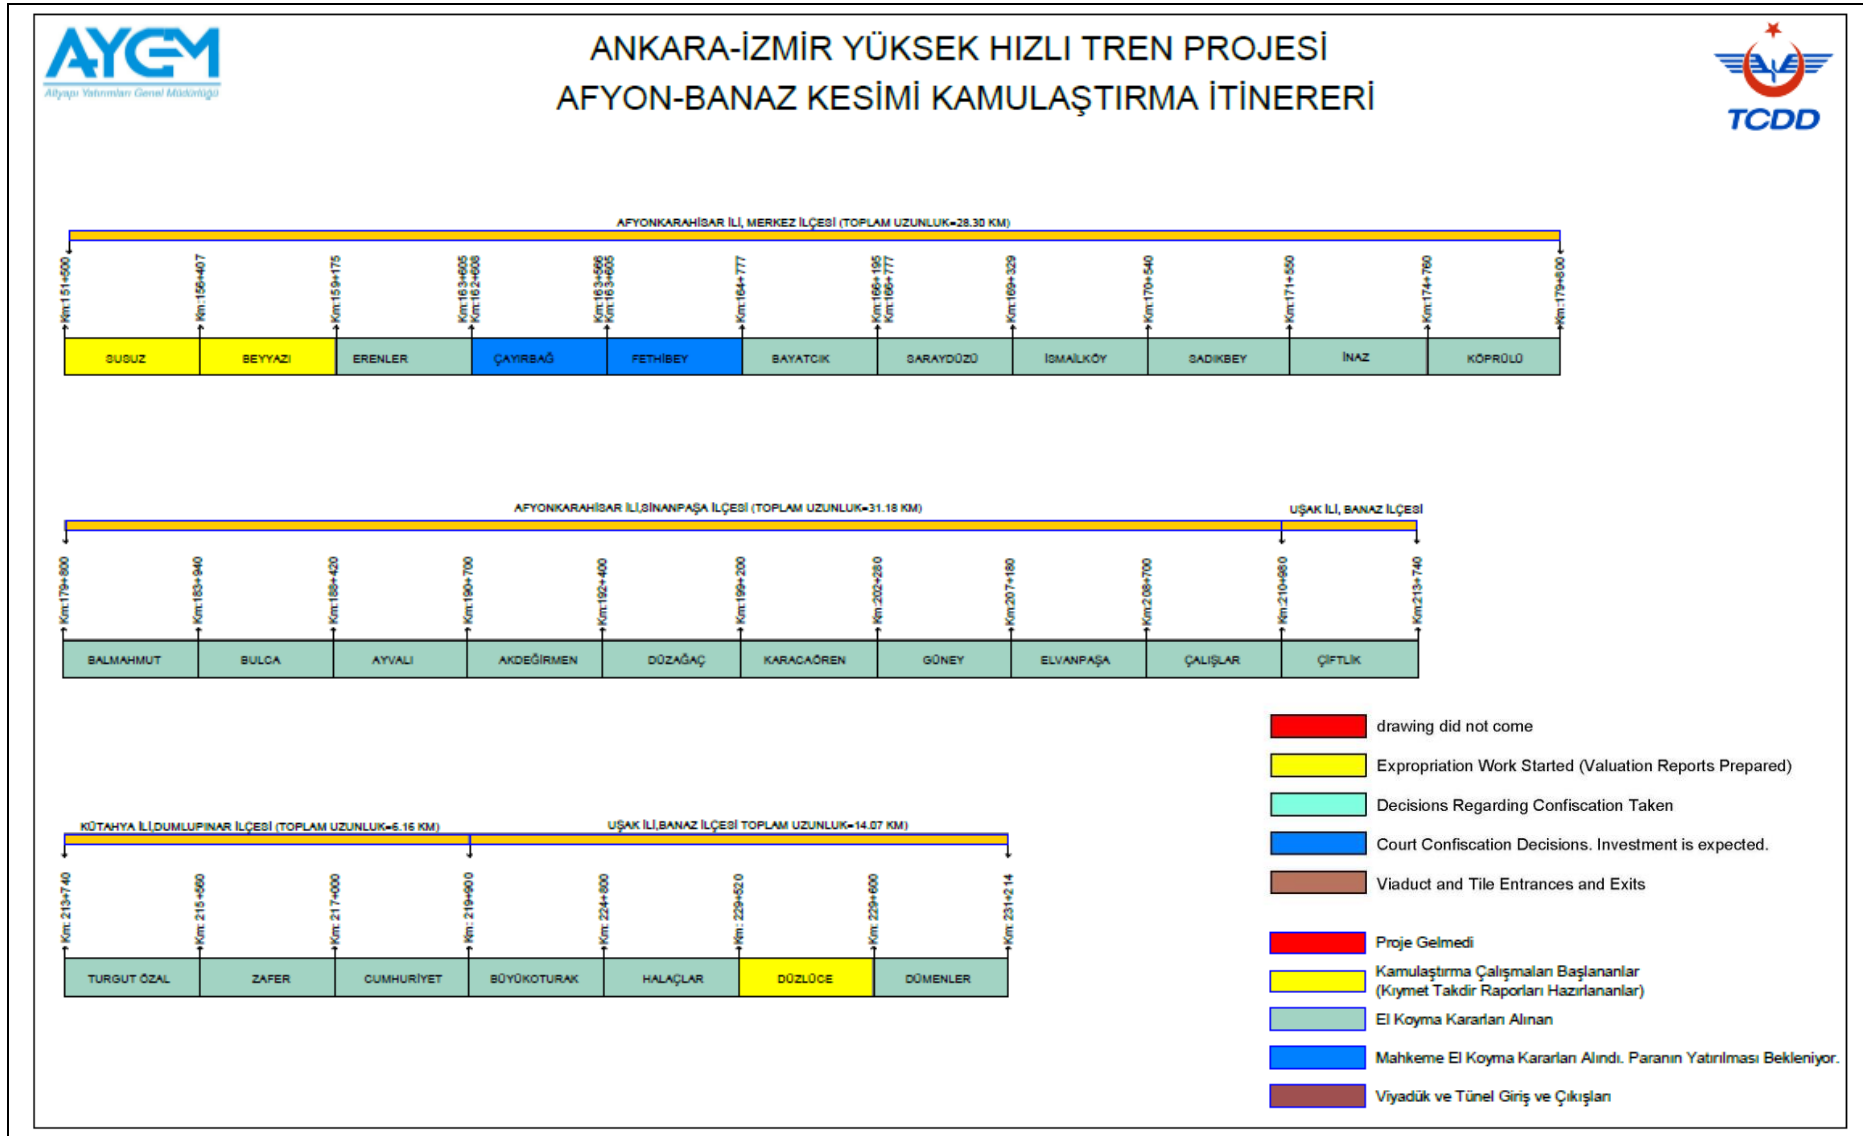 AYGM
Altyapı Yatırımları Genel Müdürlüğü
ANKARA-İZMİR YÜKSEK HIZLI TREN PROJESİ
AFYON-BANAZ KESİMİ KAMULAŞTIRMA İTİNERERİ
TCDD
AFYONKARAHİSAR İLİ, MERKEZ İLÇESİ (TOPLAM UZUNLUK=28.30 KM)
Km:151+500
Km:156+407
Km:159+175
Km:163+605
Km:162+608
Km:163+566
Km:163+605
Km:164+777
Km:166+195
Km:166+777
Km:169+329
Km:170+540
Km:171+550
Km:174+760
Km:179+800
SUSUZ
BEYYAZI
ERENLER
ÇAYIRBAĞ
FETHİBEY
BAYATCIK
SARAYDÜZÜ
İSMAİLKÖY
SADIKBEY
İNAZ
KÖPRÜLÜ
AFYONKARAHİSAR İLİ,SİNANPAŞA İLÇESİ (TOPLAM UZUNLUK=31.18 KM)
UŞAK İLİ, BANAZ İLÇESİ
Km:179+800
Km:183+940
Km:188+420
Km:190+700
Km:192+400
Km:199+200
Km:202+280
Km:207+180
Km:208+700
Km:210+980
Km:213+740
BALMAHMUT
BULCA
AYVALI
AKDEĞİRMEN
DÜZAĞAÇ
KARACAÖREN
GÜNEY
ELVANPAŞA
ÇALIŞLAR
ÇİFTLİK
drawing did not come
Expropriation Work Started (Valuation Reports Prepared)
Decisions Regarding Confiscation Taken
Court Confiscation Decisions. Investment is expected.
Viaduct and Tile Entrances and Exits
KÜTAHYA İLİ,DUMLUPINAR İLÇESİ (TOPLAM UZUNLUK=6.16 KM)
UŞAK İLİ,BANAZ İLÇESİ TOPLAM UZUNLUK=14.07 KM)
Km: 213+740
Km: 215+560
Km: 217+000
Km: 219+900
Km: 224+800
Km: 229+520
Km: 229+600
Km: 231+214
TURGUT ÖZAL
ZAFER
CUMHURİYET
BÜYÜKOTURAK
HALAÇLAR
DÜZLÜCE
DÜMENLER
Proje Gelmedi
Kamulaştırma Çalışmaları Başlananlar
(Kıymet Takdir Raporları Hazırlananlar)
El Koyma Kararları Alınan
Mahkeme El Koyma Kararları Alındı. Paranın Yatırılması Bekleniyor.
Viyadük ve Tünel Giriş ve Çıkışları